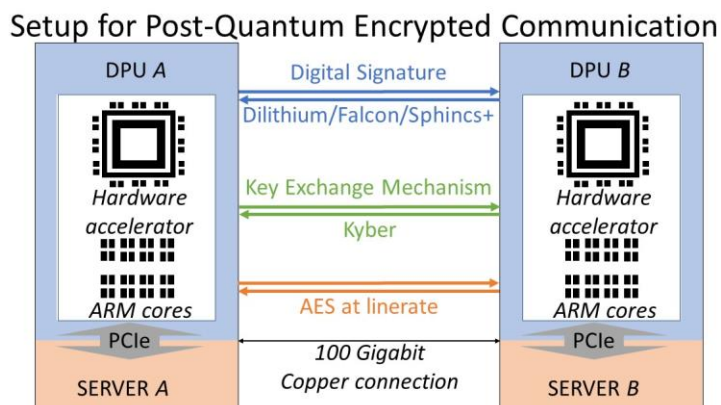 Setup for Post-Quantum Encrypted Communication
DPU A
Hardware
accelerator
ARM cores
PCIe
SERVER A
Digital Signature
Dilithium/Falcon/Sphincs+
Key Exchange Mechanism
Kyber
AES at linerate
100 Gigabit
Copper connection
DPU B
Hardware
accelerator
ARM cores
PCIe
SERVER B